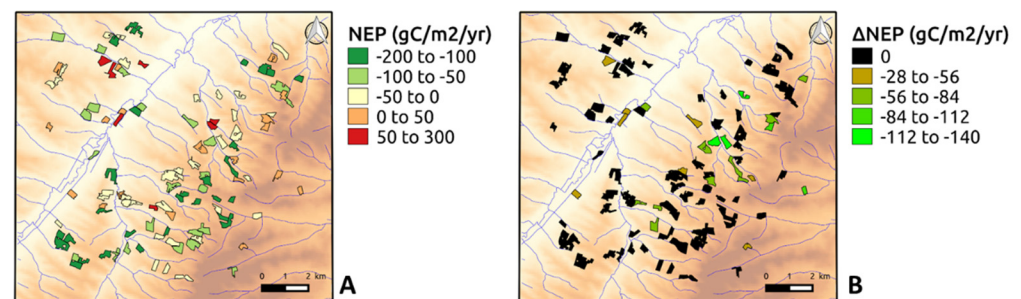 NEP (gC/m2/yr)
-200 to -100
-100 to -50
-50 to 0
0 to 50
50 to 300
0 1 2 km
A
ΔNEP (gC/m2/yr)
0
-28 to -56
-56 to -84
-84 to -112
-112 to -140
0 1 2 km
B